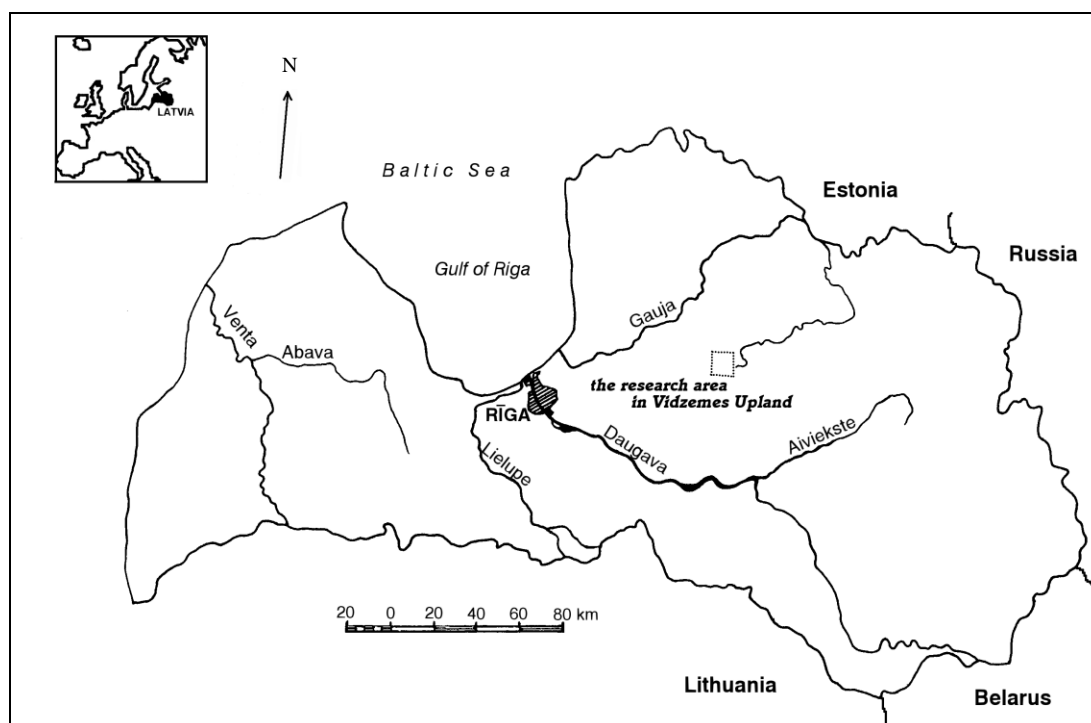 LATVIA
N
Baltic Sea
Estonia
Russia
Gulf of Riga
Gauja
Venta
Abava
the research area
in Vidzemes Upland
RĪGA
Daugava
Aiviekste
Lielupe
20 0 20 40 60 80 km
Lithuania
Belarus